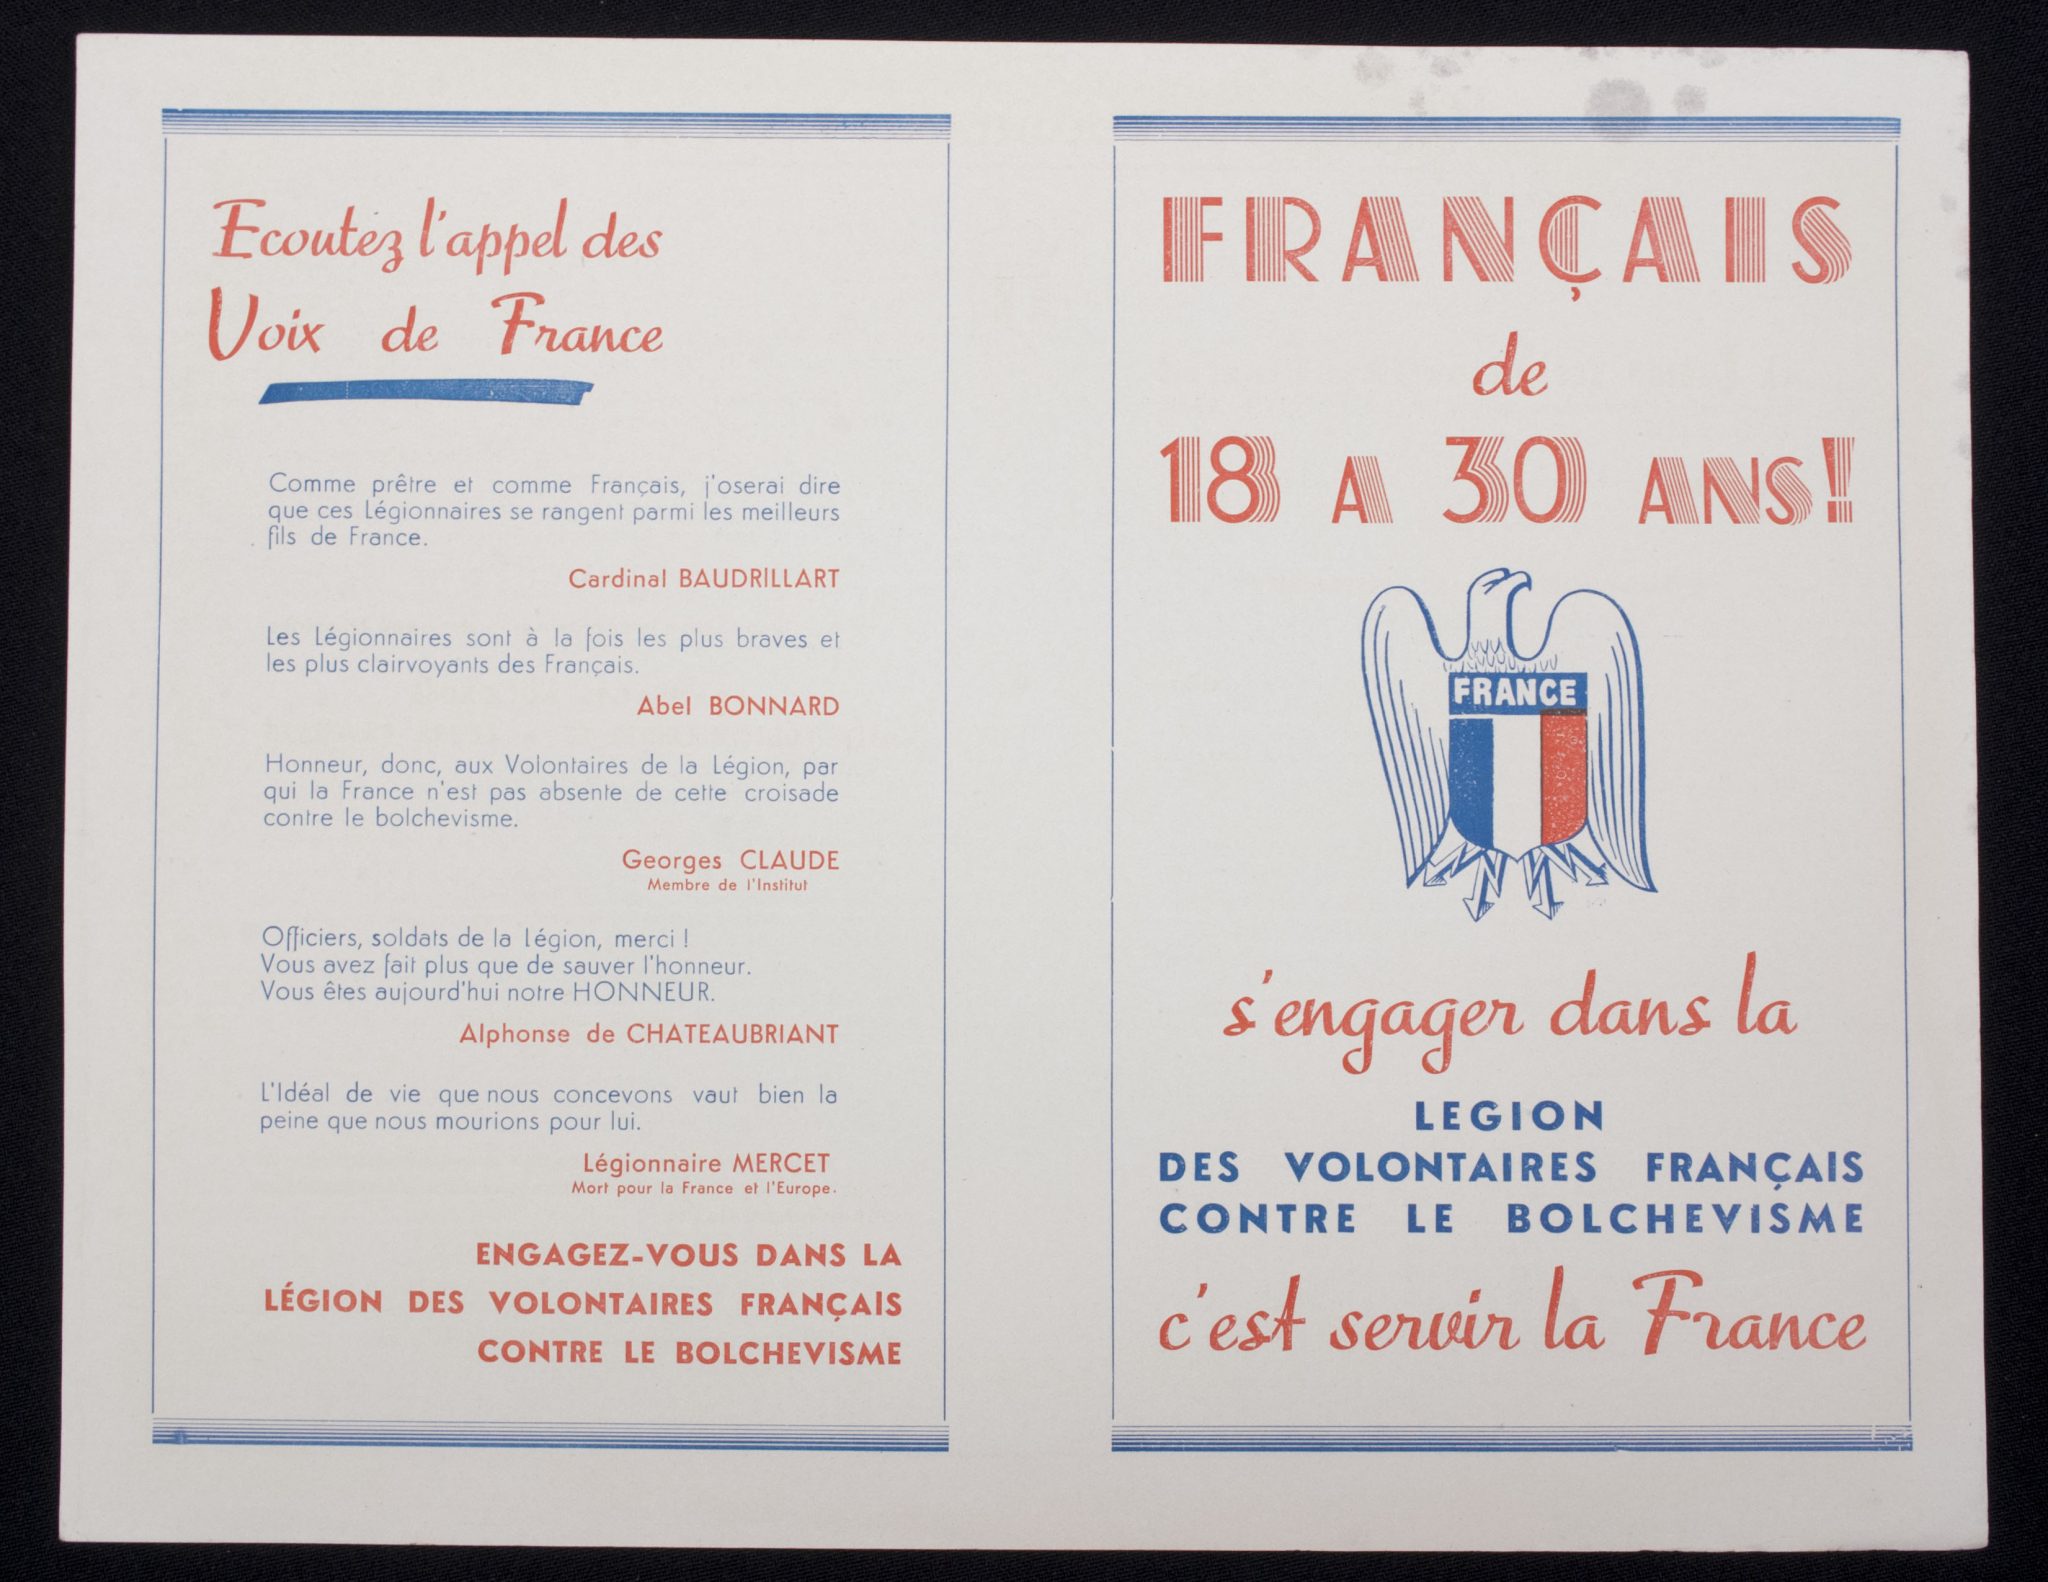 Ecoutez l'appel des
Voix de France
Comme prêtre et comme Français, j'oserai dire
que ces Légionnaires se rangent parmi les meilleurs
fils de France.
Cardinal BAUDRILLART
Les Légionnaires sont à la fois les plus braves et
les plus clairvoyants des Français.
Abel BONNARD
Honneur, donc, aux Volontaires de la Légion, par
qui la France n'est pas absente de cette croisade
contre le bolchevisme.
Georges CLAUDE
Membre de l'Institut
Officiers, soldats de la Légion, merci !
Vous avez fait plus que de sauver l'honneur.
Vous êtes aujourd'hui notre HONNEUR.
Alphonse de CHATEAUBRIANT
L'Idéal de vie que nous concevons vaut bien la
peine que nous mourions pour lui.
Légionnaire MERCET
Mort pour la France et l'Europe.
ENGAGEZ-VOUS DANS LA
LÉGION DES VOLONTAIRES FRANÇAIS
CONTRE LE BOLCHEVISME
FRANÇAIS
de
18 A 30 ANS!
FRANCE
s'engager dans la
LEGION
DES VOLONTAIRES FRANÇAIS
CONTRE LE BOLCHEVISME
c'est servir la France